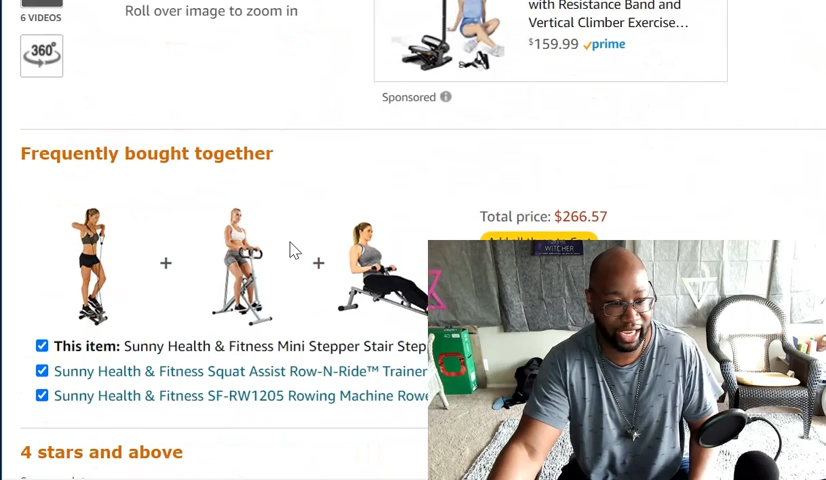 6 VIDEOS
Roll over image to zoom in
360°
with Resistance Band and
Vertical Climber Exercise…
$159.99 prime
Sponsored
Frequently bought together
Total price: $266.57
WITCHER
This item: Sunny Health & Fitness Mini Stepper Stair Step
Sunny Health & Fitness Squat Assist Row-N-Ride™ Trainer
Sunny Health & Fitness SF-RW1205 Rowing Machine Rowe
4 stars and above